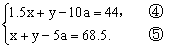 1.5x+y-10a=44, ④
x+y-5a=68.5. ⑤